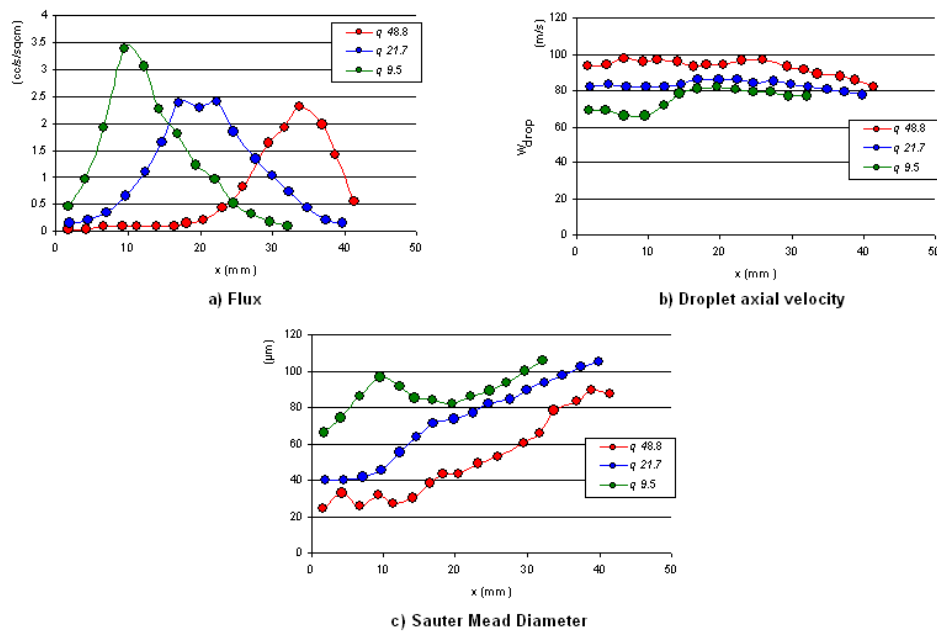 (cc/s/sqcm)
4
3.5
3
2.5
2
1.5
1
0.5
0
0 10 20 30 40 50
x (mm)
q 48.8
q 21.7
q 9.5
a) Flux
(m/s)
W drop
120
100
80
60
40
20
0
0 10 20 30 40 50
x (mm)
q 48.8
q 21.7
q 9.5
b) Droplet axial velocity
(µm)
120
100
80
60
40
20
0
0 10 20 30 40 50
x (mm)
q 48.8
q 21.7
q 9.5
c) Sauter Mead Diameter